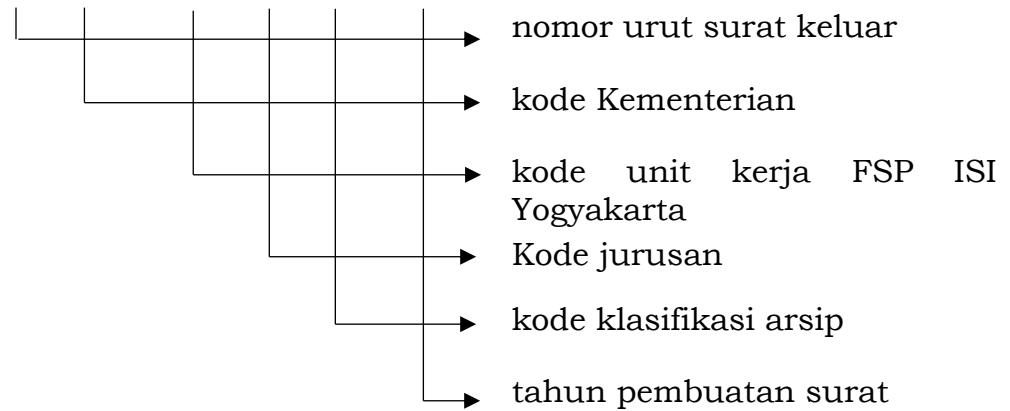 nomor urut surat keluar
kode Kementerian
kode unit kerja FSP ISI
Yogyakarta
Kode jurusan
kode klasifikasi arsip
tahun pembuatan surat